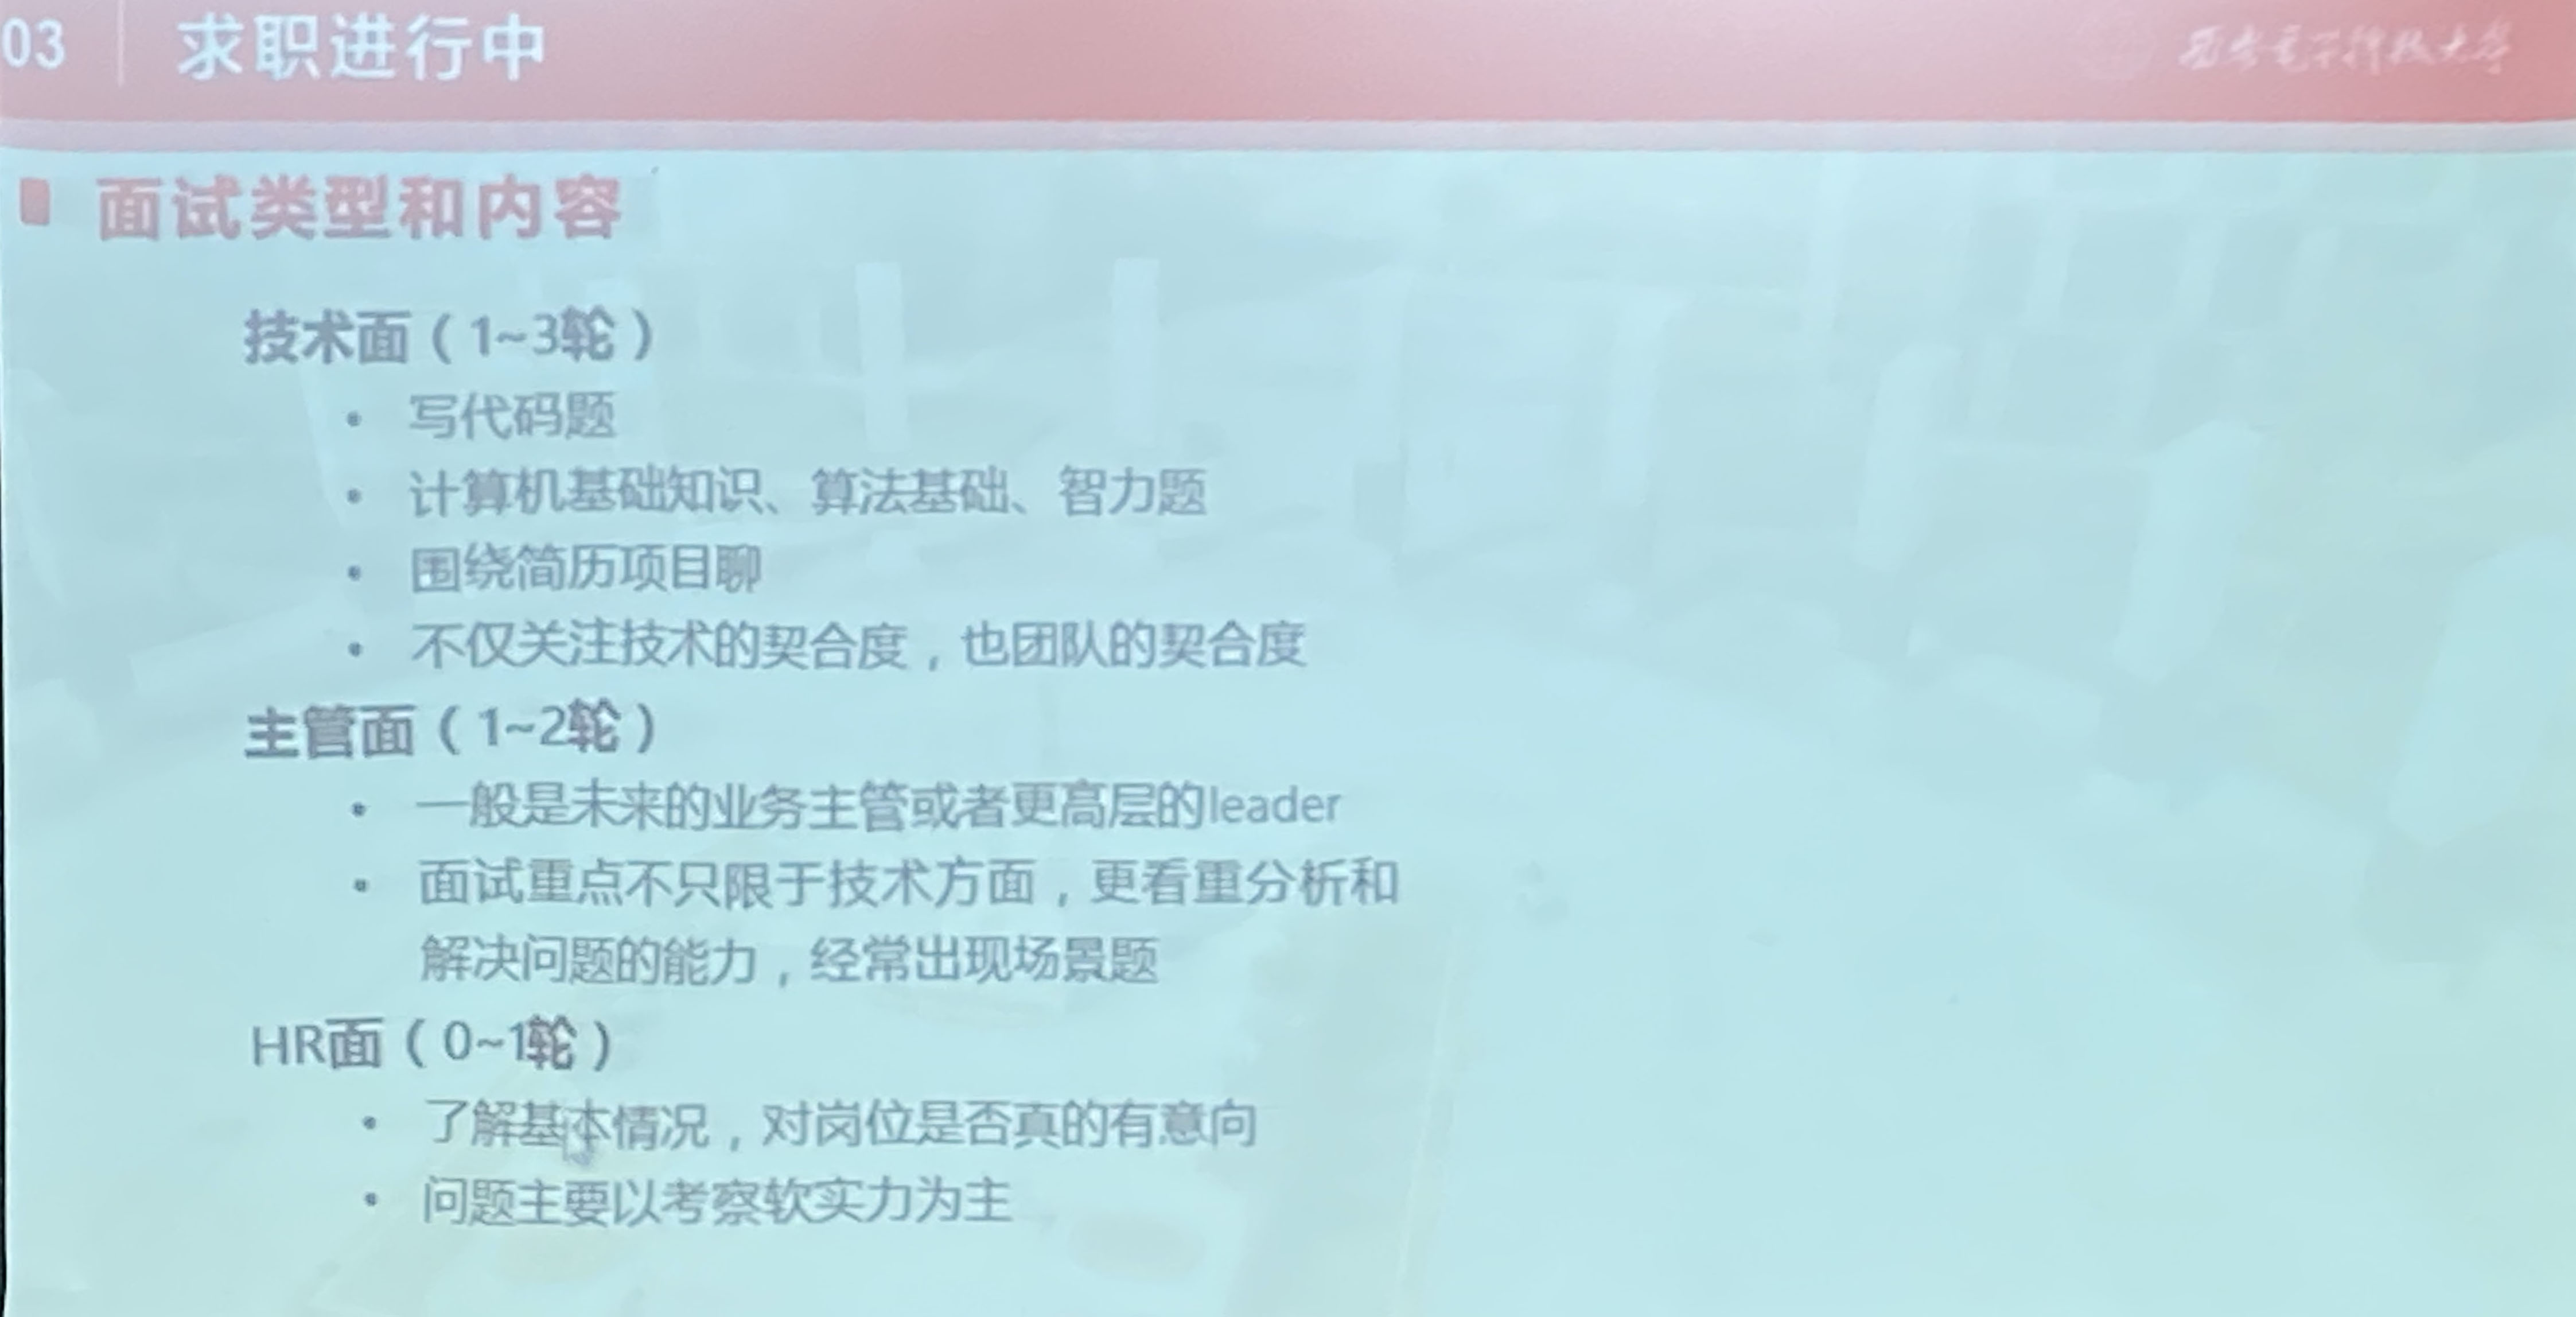 03 求职进行中
西安电子科技大学
面试类型和内容
技术面（1~3轮）
• 写代码题
• 计算机基础知识、算法基础、智力题
• 围绕简历项目聊
• 不仅关注技术的契合度，也团队的契合度
主管面（1~2轮）
• 一般是未来的业务主管或者更高层的leader
• 面试重点不只限于技术方面，更看重分析和
解决问题的能力，经常出现场景题
HR面（0~1轮）
• 了解基本情况，对岗位是否真的有意向
• 问题主要以考察软实力为主